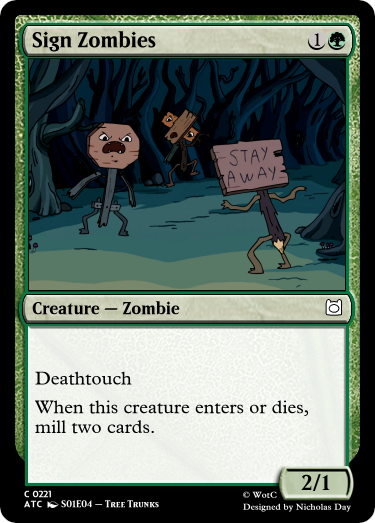 Sign Zombies 1
STAY
AWAY
Creature — Zombie
Deathtouch
When this creature enters or dies,
mill two cards.
2/1
C 0221
ATC S01E04 — Tree Trunks
© WotC
Designed by Nicholas Day